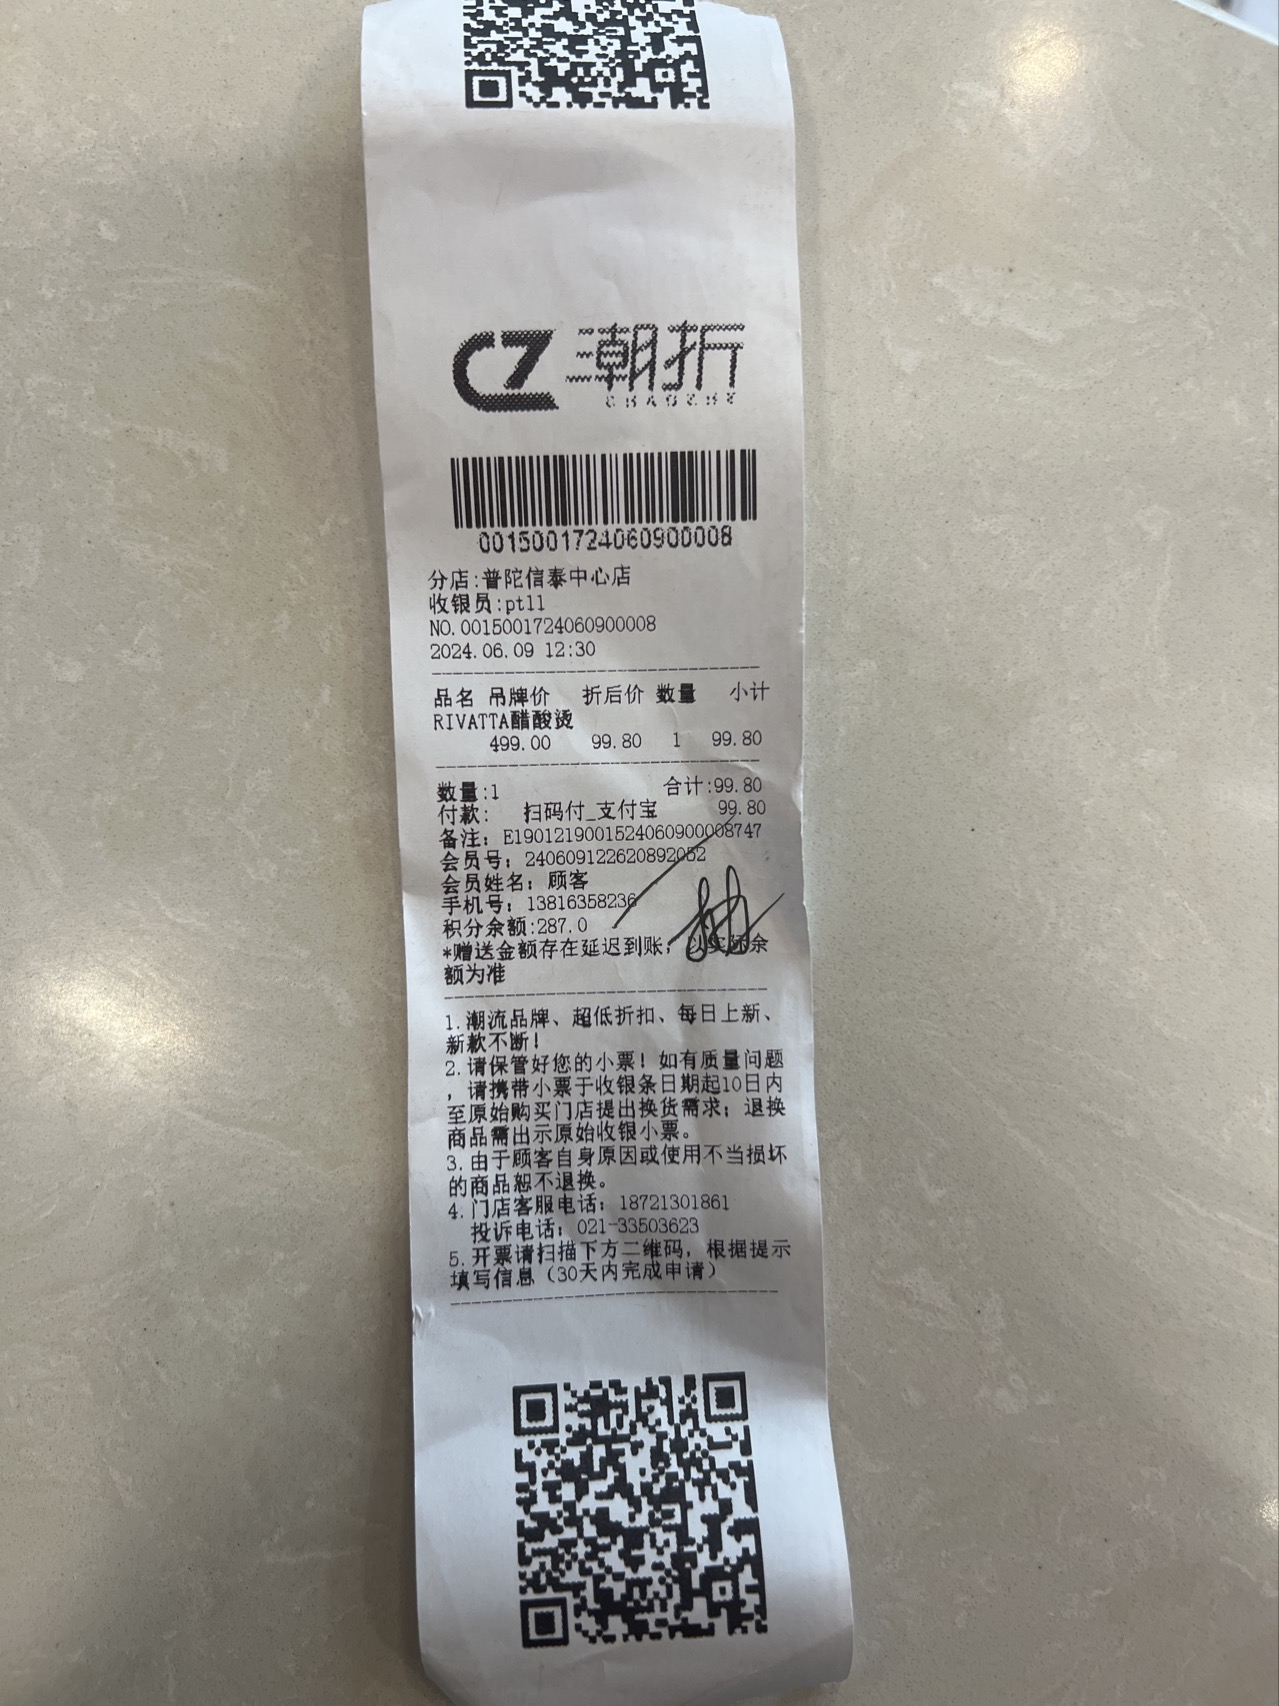 CZ 潮折
CHAOZHE
0015001724060900008
分店:普陀信泰中心店
收银员:pt11
NO.0015001724060900008
2024.06.09 12:30
品名 吊牌价 折后价 数量 小计
RIVATTA醋酸烫
499.00 99.80 1 99.80
数量:1 合计:99.80
付款: 扫码付_支付宝 99.80
备注: E19012190015240609000087​47
会员号: 240609122620892052
会员姓名: 顾客
手机号: 13816358236
积分余额:287.0
*赠送金额存在延迟到账,以实际余
额为准
抽
1.潮流品牌、超低折扣、每日上新、
新款不断!
2.请保管好您的小票!如有质量问题
,请携带小票于收银条日期起10日内
至原始购买门店提出换货需求;退换
商品需出示原始收银小票。
3.由于顾客自身原因或使用不当损坏
的商品恕不退换。
4.门店客服电话: 18721301861
投诉电话: 021-33503623
5.开票请扫描下方二维码,根据提示
填写信息(30天内完成申请)